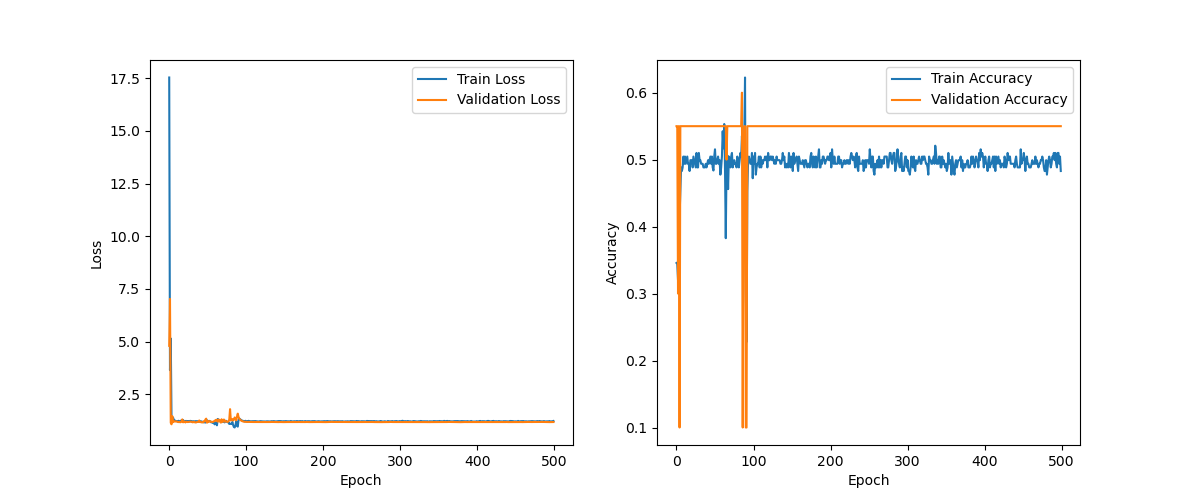 17.5
15.0
12.5
10.0
7.5
5.0
2.5
Loss
0 100 200 300 400 500
Epoch
Train Loss
Validation Loss
0.6
0.5
0.4
0.3
0.2
0.1
Accuracy
0 100 200 300 400 500
Epoch
Train Accuracy
Validation Accuracy